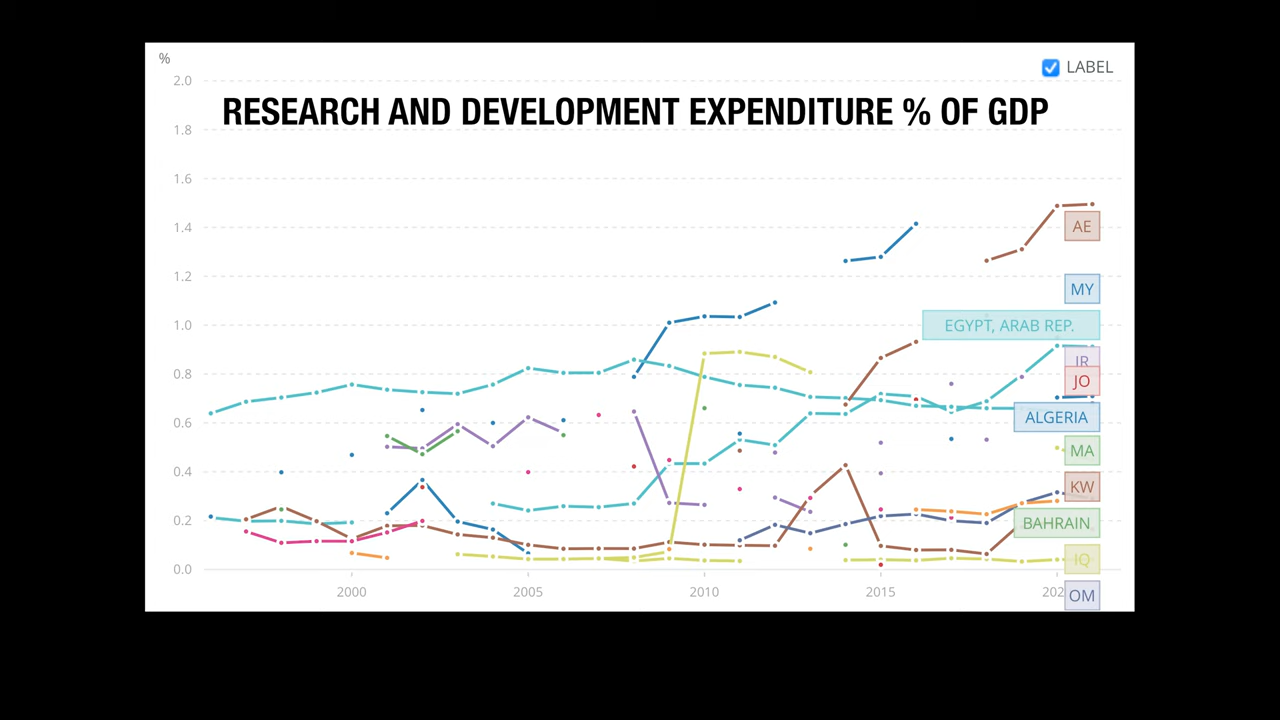 %
LABEL
2.0
RESEARCH AND DEVELOPMENT EXPENDITURE % OF GDP
1.8
1.6
1.4
AE
1.2
MY
1.0
EGYPT, ARAB REP.
IR
0.8
JO
0.6
ALGERIA
MA
0.4
KW
0.2
BAHRAIN
IQ
0.0
2000
2005
2010
2015
OM